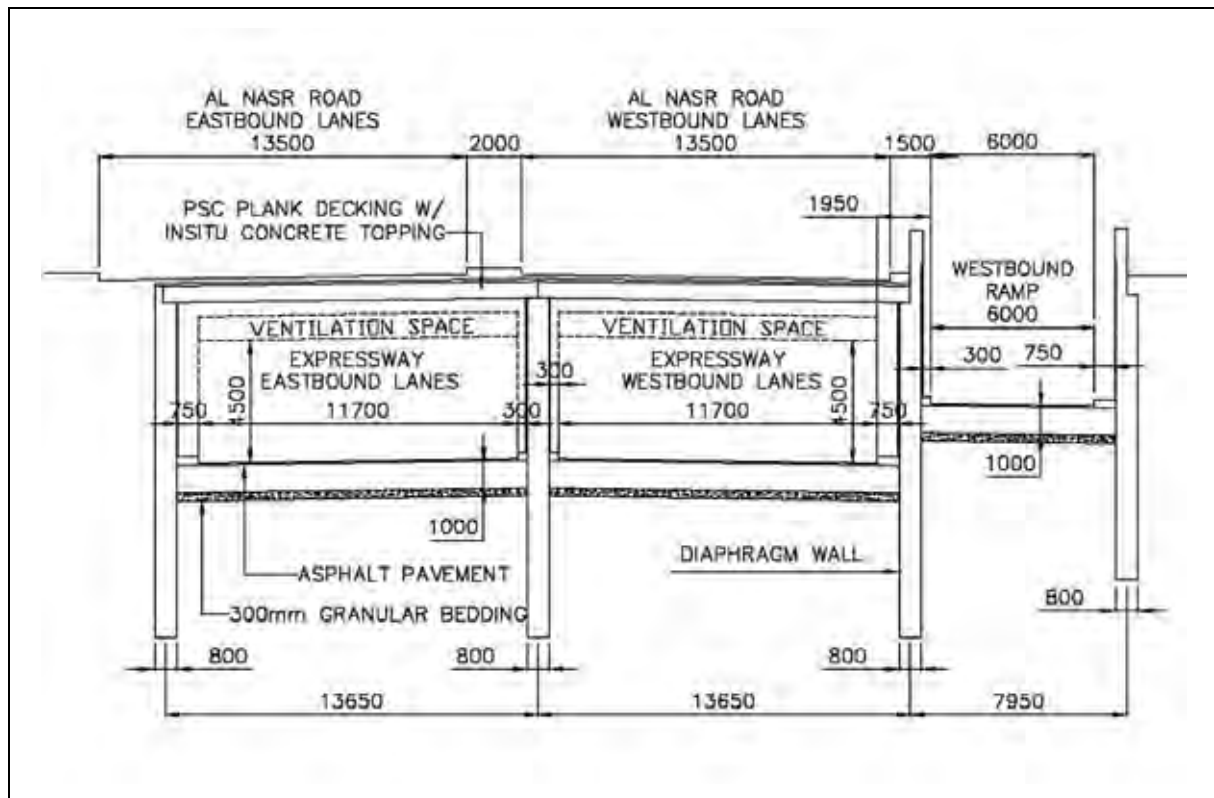 AL NASR ROAD
EASTBOUND LANES
13500
2000
AL NASR ROAD
WESTBOUND LANES
13500
1500
6000
PSC PLANK DECKING W/
INSITU CONCRETE TOPPING
1950
WESTBOUND
RAMP
6000
300
750
1000
VENTILATION SPACE
EXPRESSWAY
EASTBOUND LANES
750
4500
11700
300
300
VENTILATION SPACE
EXPRESSWAY
WESTBOUND LANES
11700
4500
750
1000
ASPHALT PAVEMENT
300mm GRANULAR BEDDING
DIAPHRAGM WALL
800
800
800
800
13650
13650
7950